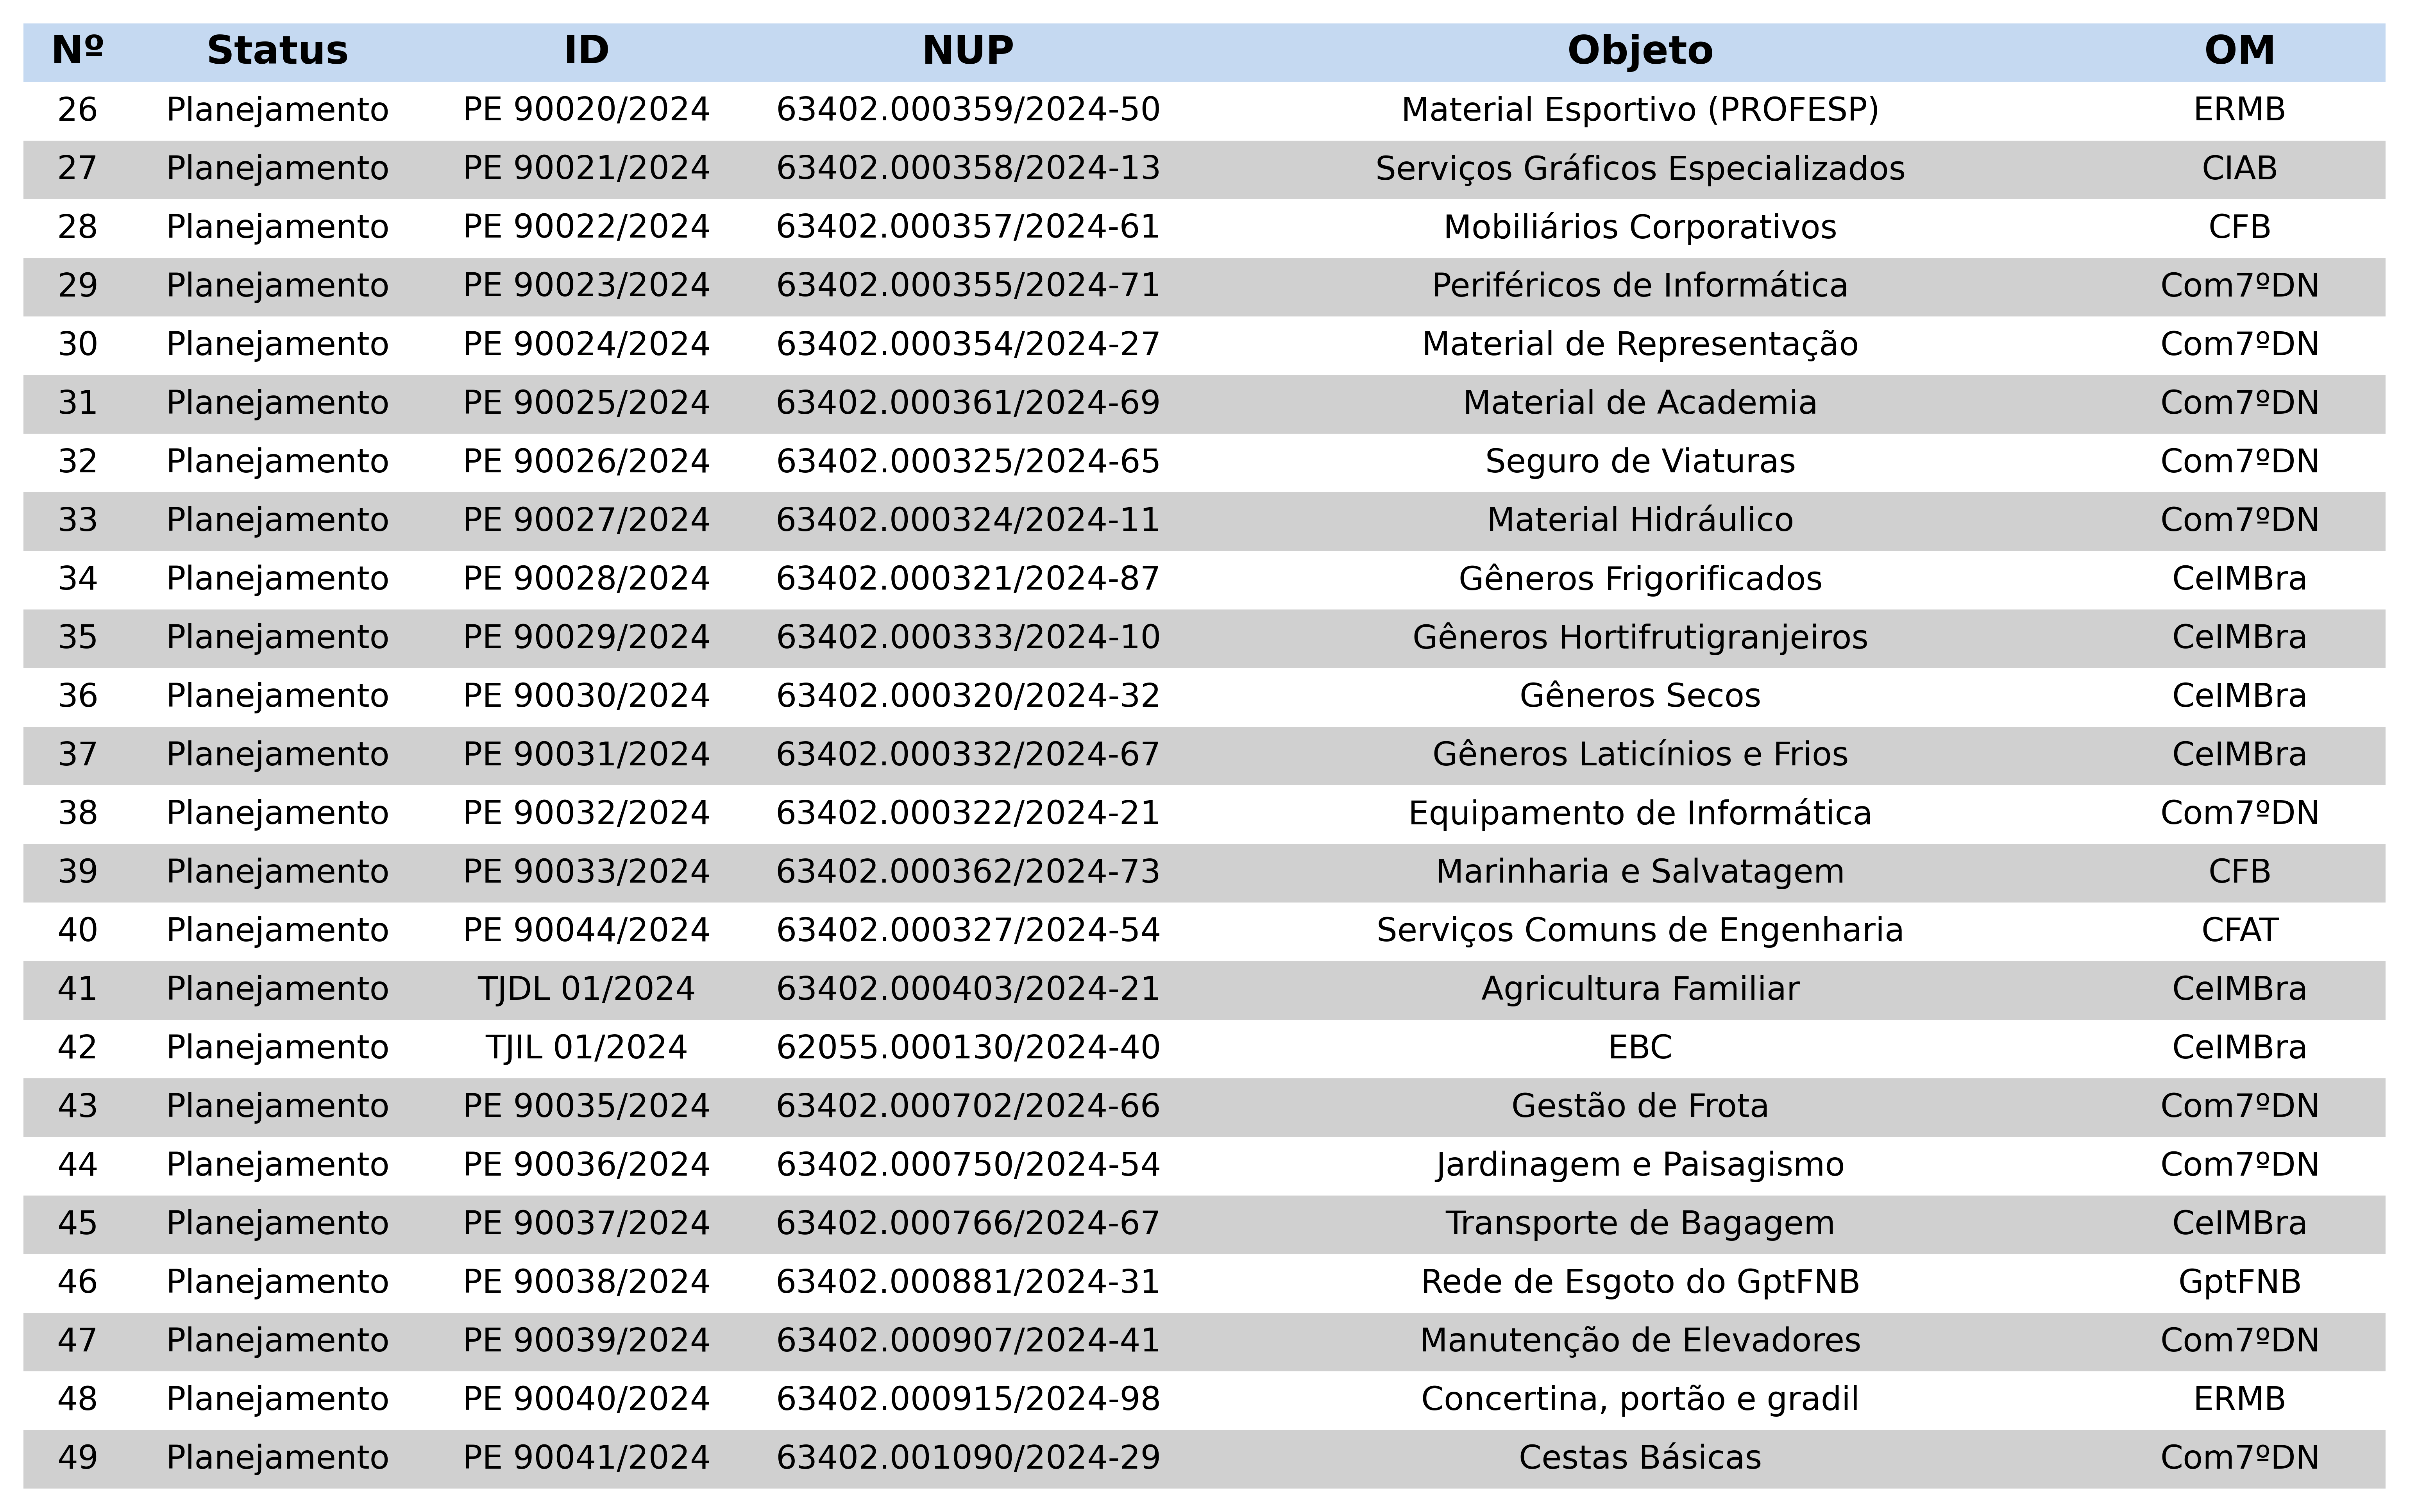 Nº Status ID NUP Objeto OM
26 Planejamento PE 90020/2024 63402.000359/2024-50 Material Esportivo (PROFESP) ERMB
27 Planejamento PE 90021/2024 63402.000358/2024-13 Serviços Gráficos Especializados CIAB
28 Planejamento PE 90022/2024 63402.000357/2024-61 Mobiliários Corporativos CFB
29 Planejamento PE 90023/2024 63402.000355/2024-71 Periféricos de Informática Com7ºDN
30 Planejamento PE 90024/2024 63402.000354/2024-27 Material de Representação Com7ºDN
31 Planejamento PE 90025/2024 63402.000361/2024-69 Material de Academia Com7ºDN
32 Planejamento PE 90026/2024 63402.000325/2024-65 Seguro de Viaturas Com7ºDN
33 Planejamento PE 90027/2024 63402.000324/2024-11 Material Hidráulico Com7ºDN
34 Planejamento PE 90028/2024 63402.000321/2024-87 Gêneros Frigorificados CeIMBra
35 Planejamento PE 90029/2024 63402.000333/2024-10 Gêneros Hortifrutigranjeiros CeIMBra
36 Planejamento PE 90030/2024 63402.000320/2024-32 Gêneros Secos CeIMBra
37 Planejamento PE 90031/2024 63402.000332/2024-67 Gêneros Laticínios e Frios CeIMBra
38 Planejamento PE 90032/2024 63402.000322/2024-21 Equipamento de Informática Com7ºDN
39 Planejamento PE 90033/2024 63402.000362/2024-73 Marinharia e Salvatagem CFB
40 Planejamento PE 90044/2024 63402.000327/2024-54 Serviços Comuns de Engenharia CFAT
41 Planejamento TJDL 01/2024 63402.000403/2024-21 Agricultura Familiar CeIMBra
42 Planejamento TJIL 01/2024 62055.000130/2024-40 EBC CeIMBra
43 Planejamento PE 90035/2024 63402.000702/2024-66 Gestão de Frota Com7ºDN
44 Planejamento PE 90036/2024 63402.000750/2024-54 Jardinagem e Paisagismo Com7ºDN
45 Planejamento PE 90037/2024 63402.000766/2024-67 Transporte de Bagagem CeIMBra
46 Planejamento PE 90038/2024 63402.000881/2024-31 Rede de Esgoto do GptFNB GptFNB
47 Planejamento PE 90039/2024 63402.000907/2024-41 Manutenção de Elevadores Com7ºDN
48 Planejamento PE 90040/2024 63402.000915/2024-98 Concertina, portão e gradil ERMB
49 Planejamento PE 90041/2024 63402.001090/2024-29 Cestas Básicas Com7ºDN